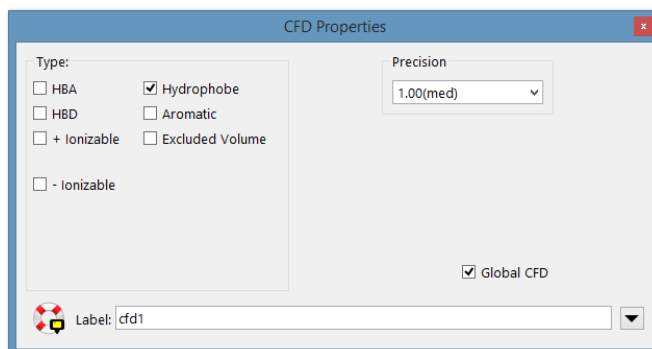 CFD Properties
x
Type:
HBA
Hydrophobe
HBD
Aromatic
+ Ionizable
Excluded Volume
- Ionizable
Precision
1.00(med)
Global CFD
Label: cfd1